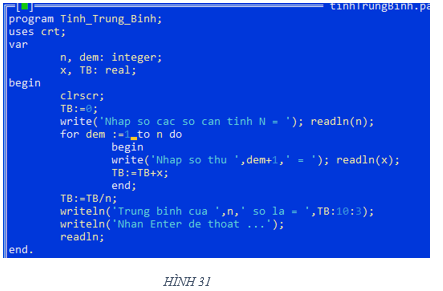 [■] tinhTrungBinh.pa
program Tinh_Trung_Binh;
uses crt;
var
n, dem: integer;
x, TB: real;
begin
clrscr;
TB:=0;
write('Nhap so cac so can tinh N = '); readln(n);
for dem :=1 to n do
begin
write('Nhap so thu ',dem+1,' = '); readln(x);
TB:=TB+x;
end;
TB:=TB/n;
writeln('Trung binh cua ',n,' so la = ',TB:10:3);
writeln('Nhan Enter de thoat ...');
readln;
end.
HÌNH 31